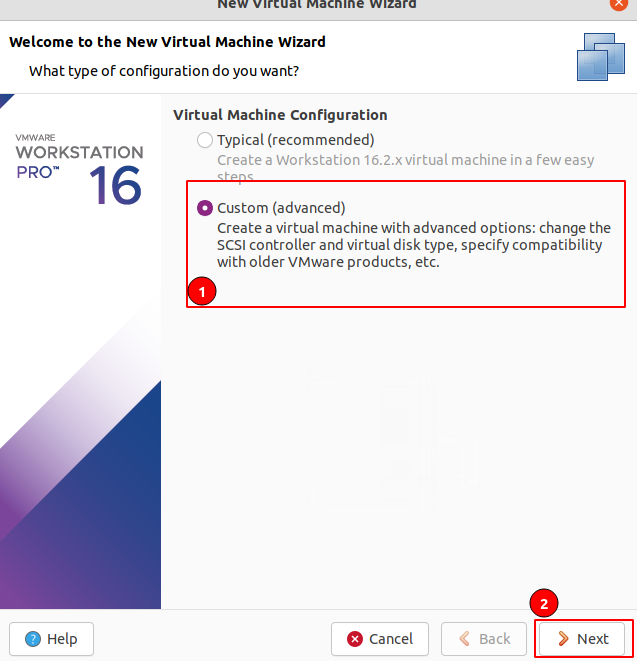 New Virtual Machine Wizard
Welcome to the New Virtual Machine Wizard
What type of configuration do you want?
VMWARE
WORKSTATION
PRO™ 16
Virtual Machine Configuration
Typical (recommended)
Create a Workstation 16.2.x virtual machine in a few easy
steps
Custom (advanced)
Create a virtual machine with advanced options: change the
SCSI controller and virtual disk type, specify compatibility
with older VMware products, etc.
1
2
Help
Cancel
Back
Next